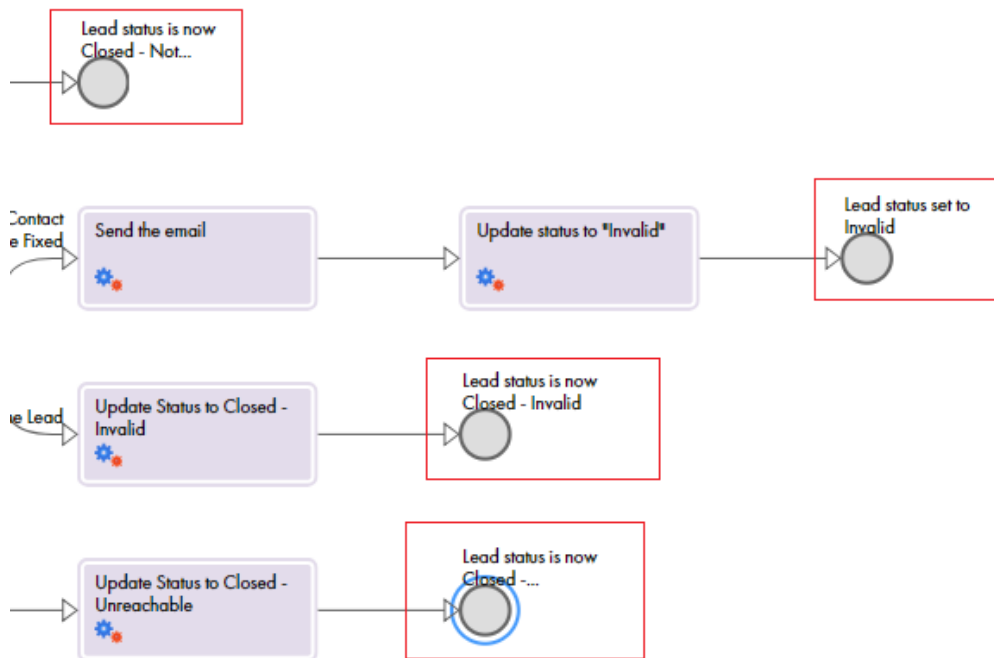 Lead status is now
Closed - Not...
Contact
e Fixed
Send the email
Update status to "Invalid"
Lead status set to
Invalid
e Lead
Update Status to Closed -
Invalid
Lead status is now
Closed - Invalid
Update Status to Closed -
Unreachable
Lead status is now
Closed -...